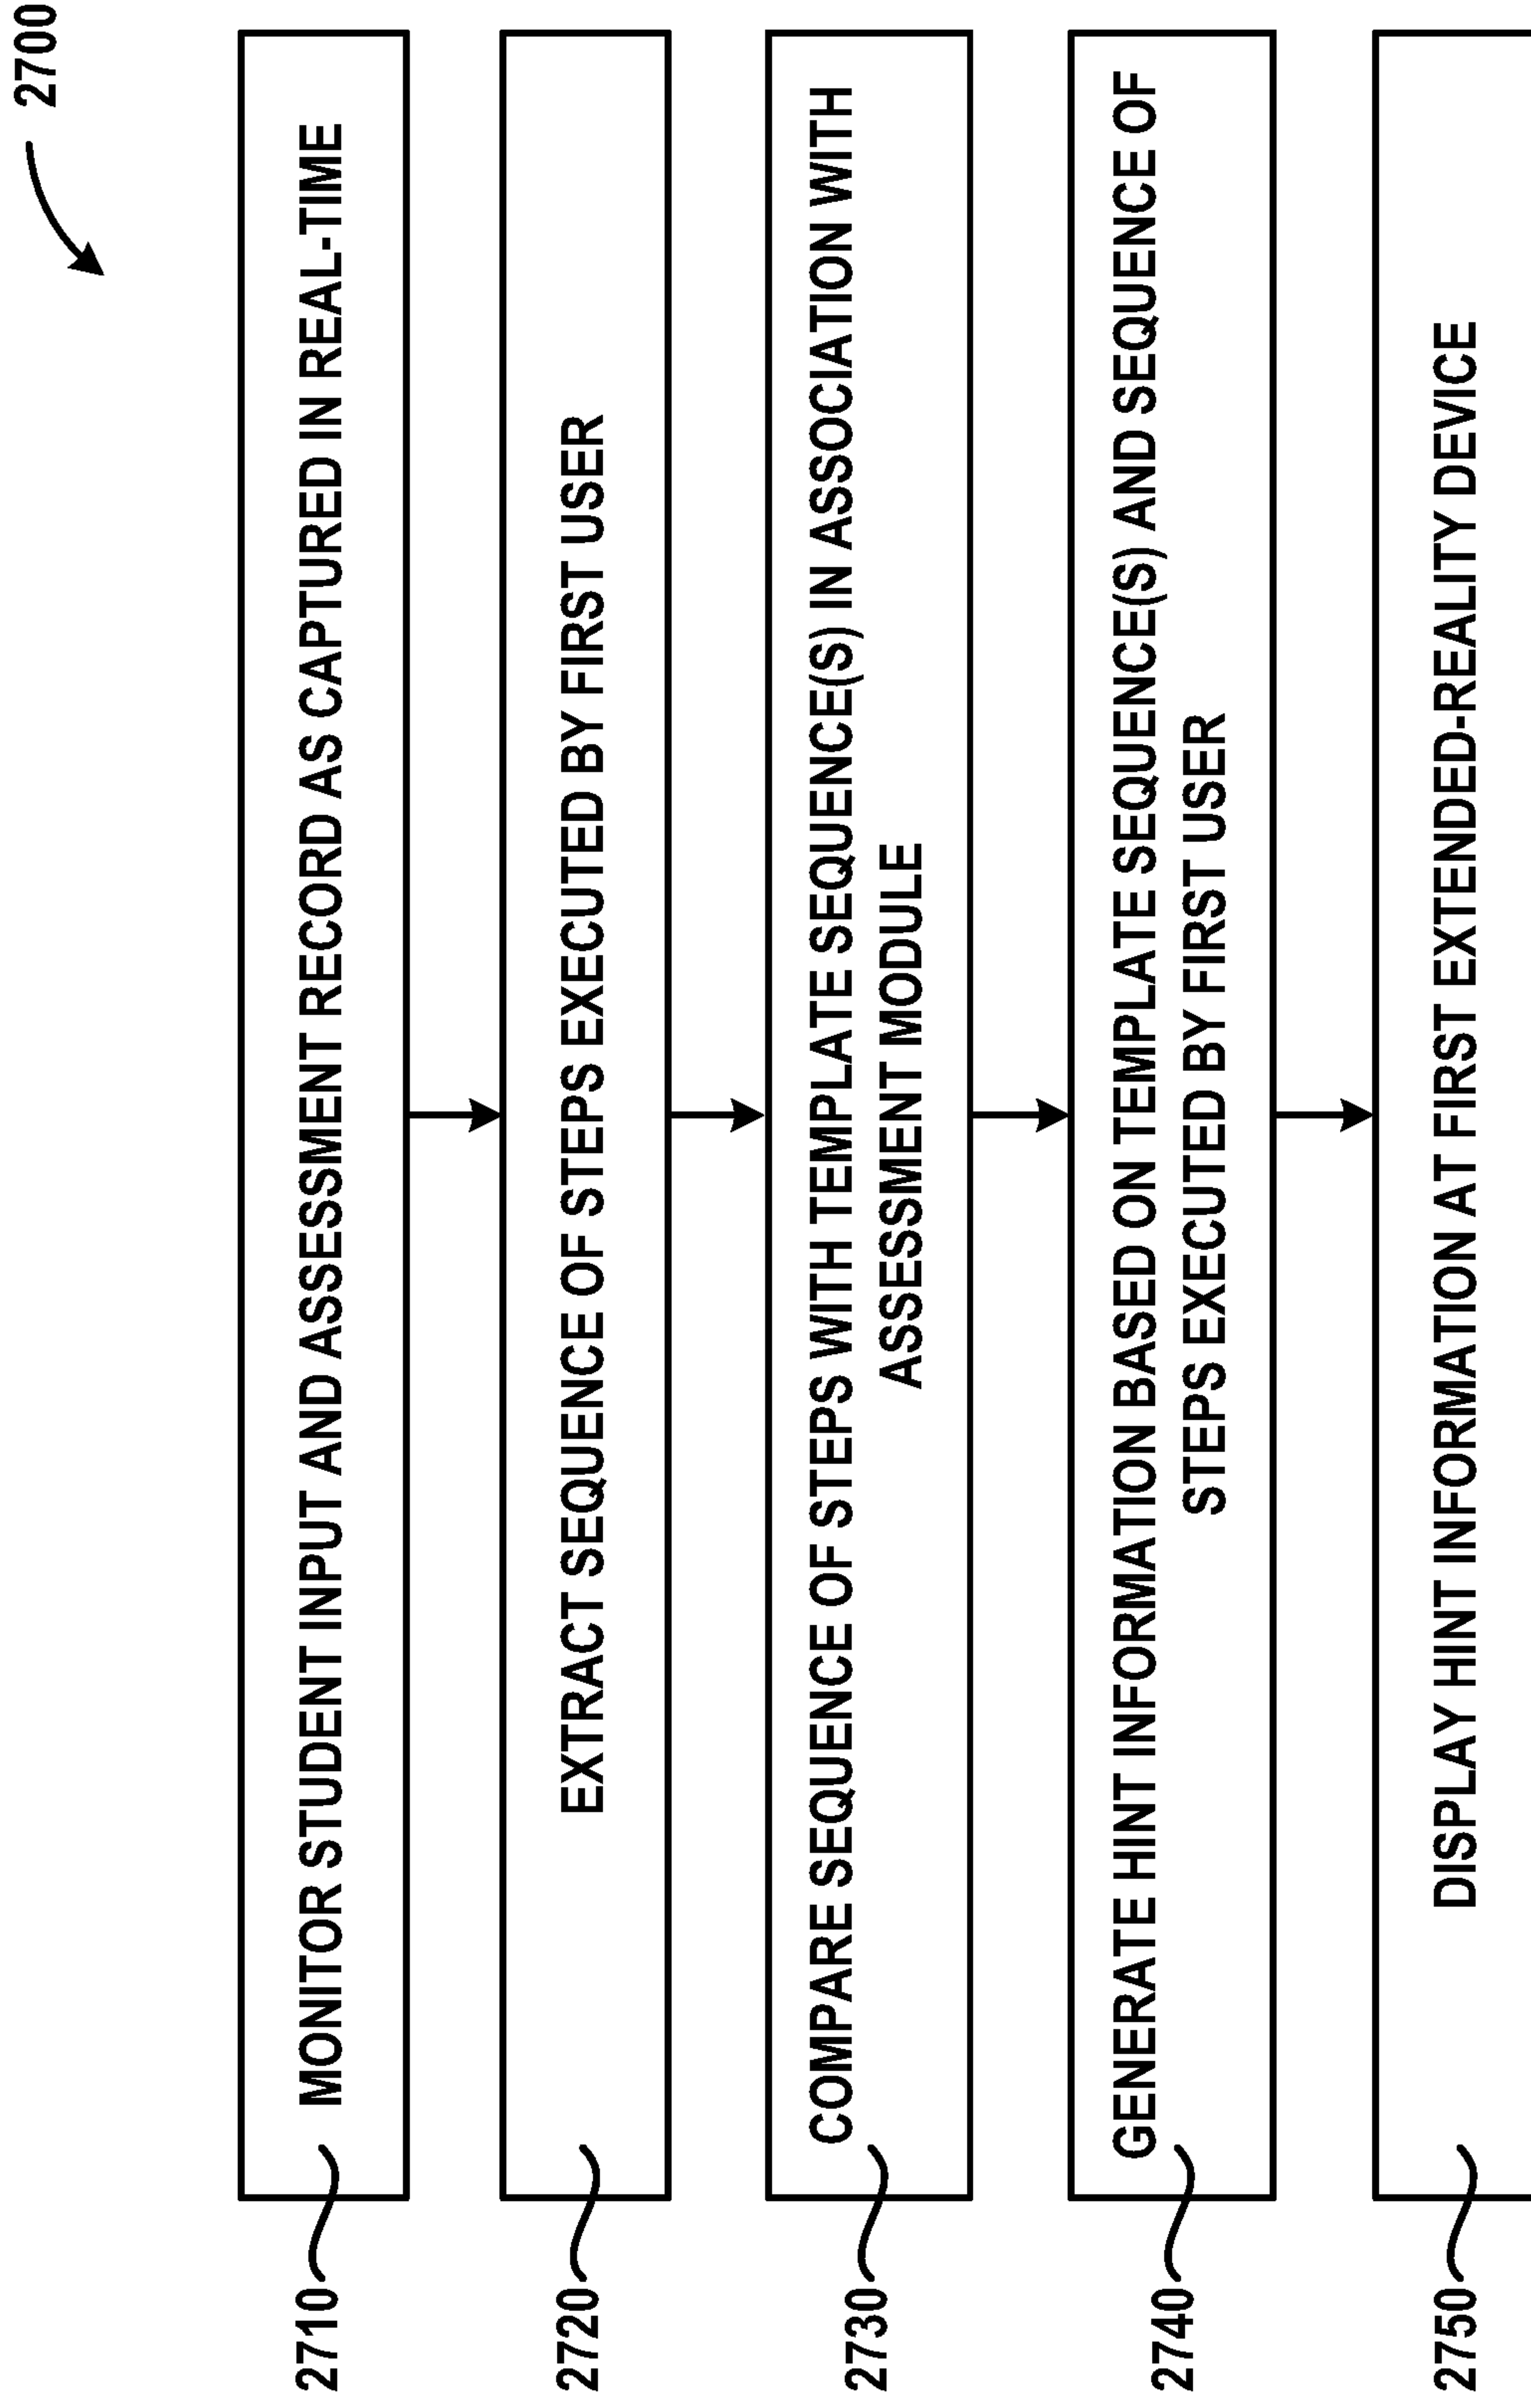 2700
2710
MONITOR STUDENT INPUT AND ASSESSMENT RECORD AS CAPTURED IN REAL-TIME
2720
EXTRACT SEQUENCE OF STEPS EXECUTED BY FIRST USER
2730
COMPARE SEQUENCE OF STEPS WITH TEMPLATE SEQUENCE(S) IN ASSOCIATION WITH
ASSESSMENT MODULE
2740
GENERATE HINT INFORMATION BASED ON TEMPLATE SEQUENCE(S) AND SEQUENCE OF
STEPS EXECUTED BY FIRST USER
2750
DISPLAY HINT INFORMATION AT FIRST EXTENDED-REALITY DEVICE